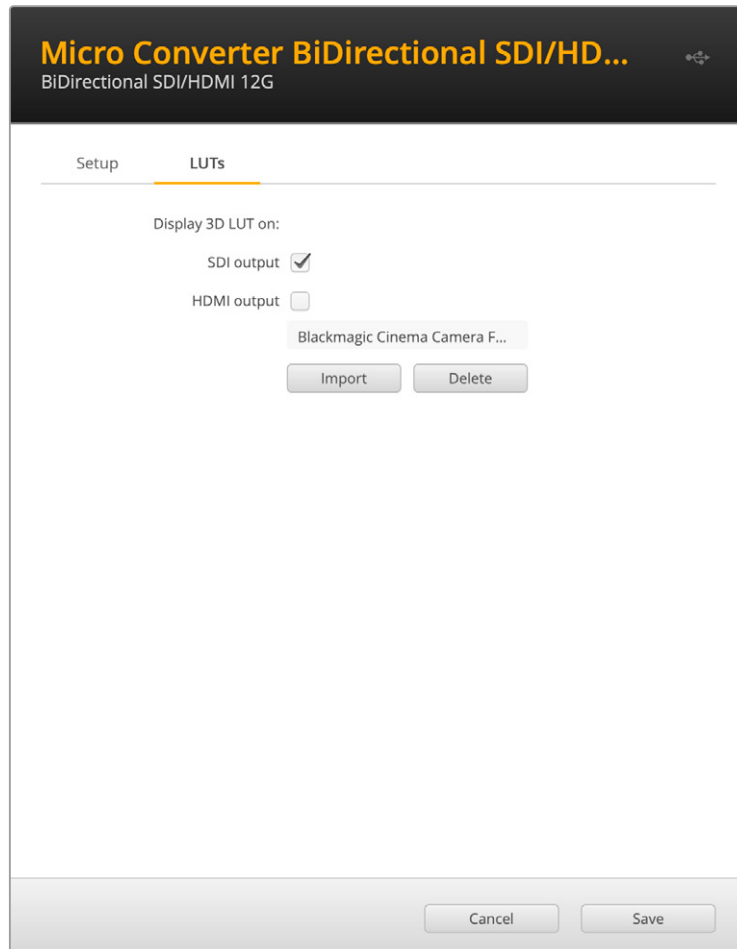 Micro Converter BiDirectional SDI/HD...
BiDirectional SDI/HDMI 12G
Setup LUTs
Display 3D LUT on:
SDI output
HDMI output
Blackmagic Cinema Camera F...
Import Delete
Cancel Save